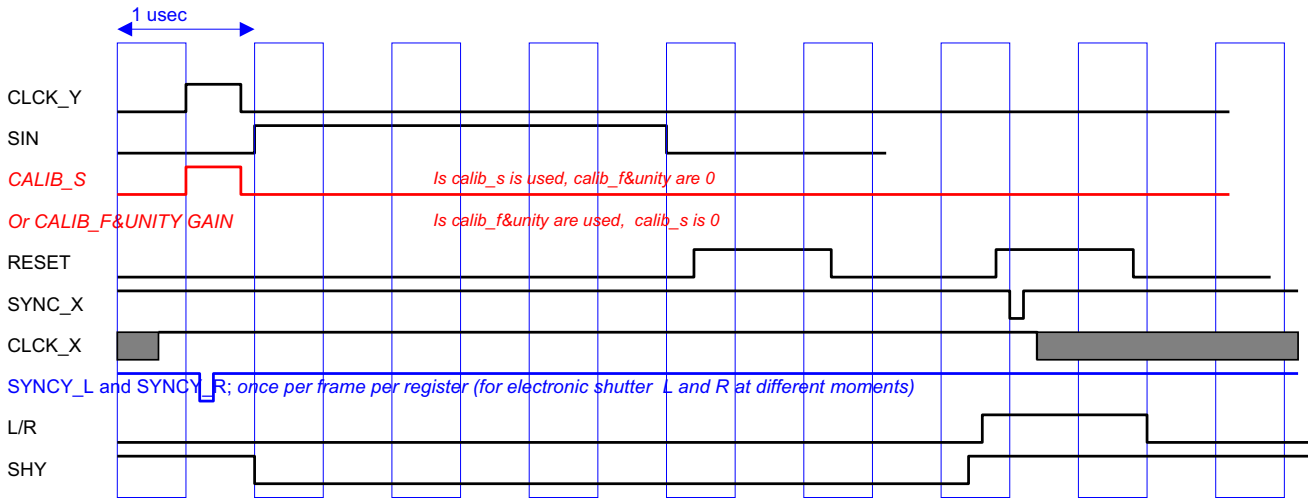 1 usec
CLCK_Y
SIN
CALIB_S Is calib_s is used, calib_f&unity are 0
Or CALIB_F&UNITY GAIN Is calib_f&unity are used, calib_s is 0
RESET
SYNC_X
CLCK_X
SYNCY_L and SYNCY_R; once per frame per register (for electronic shutter L and R at different moments)
L/R
SHY